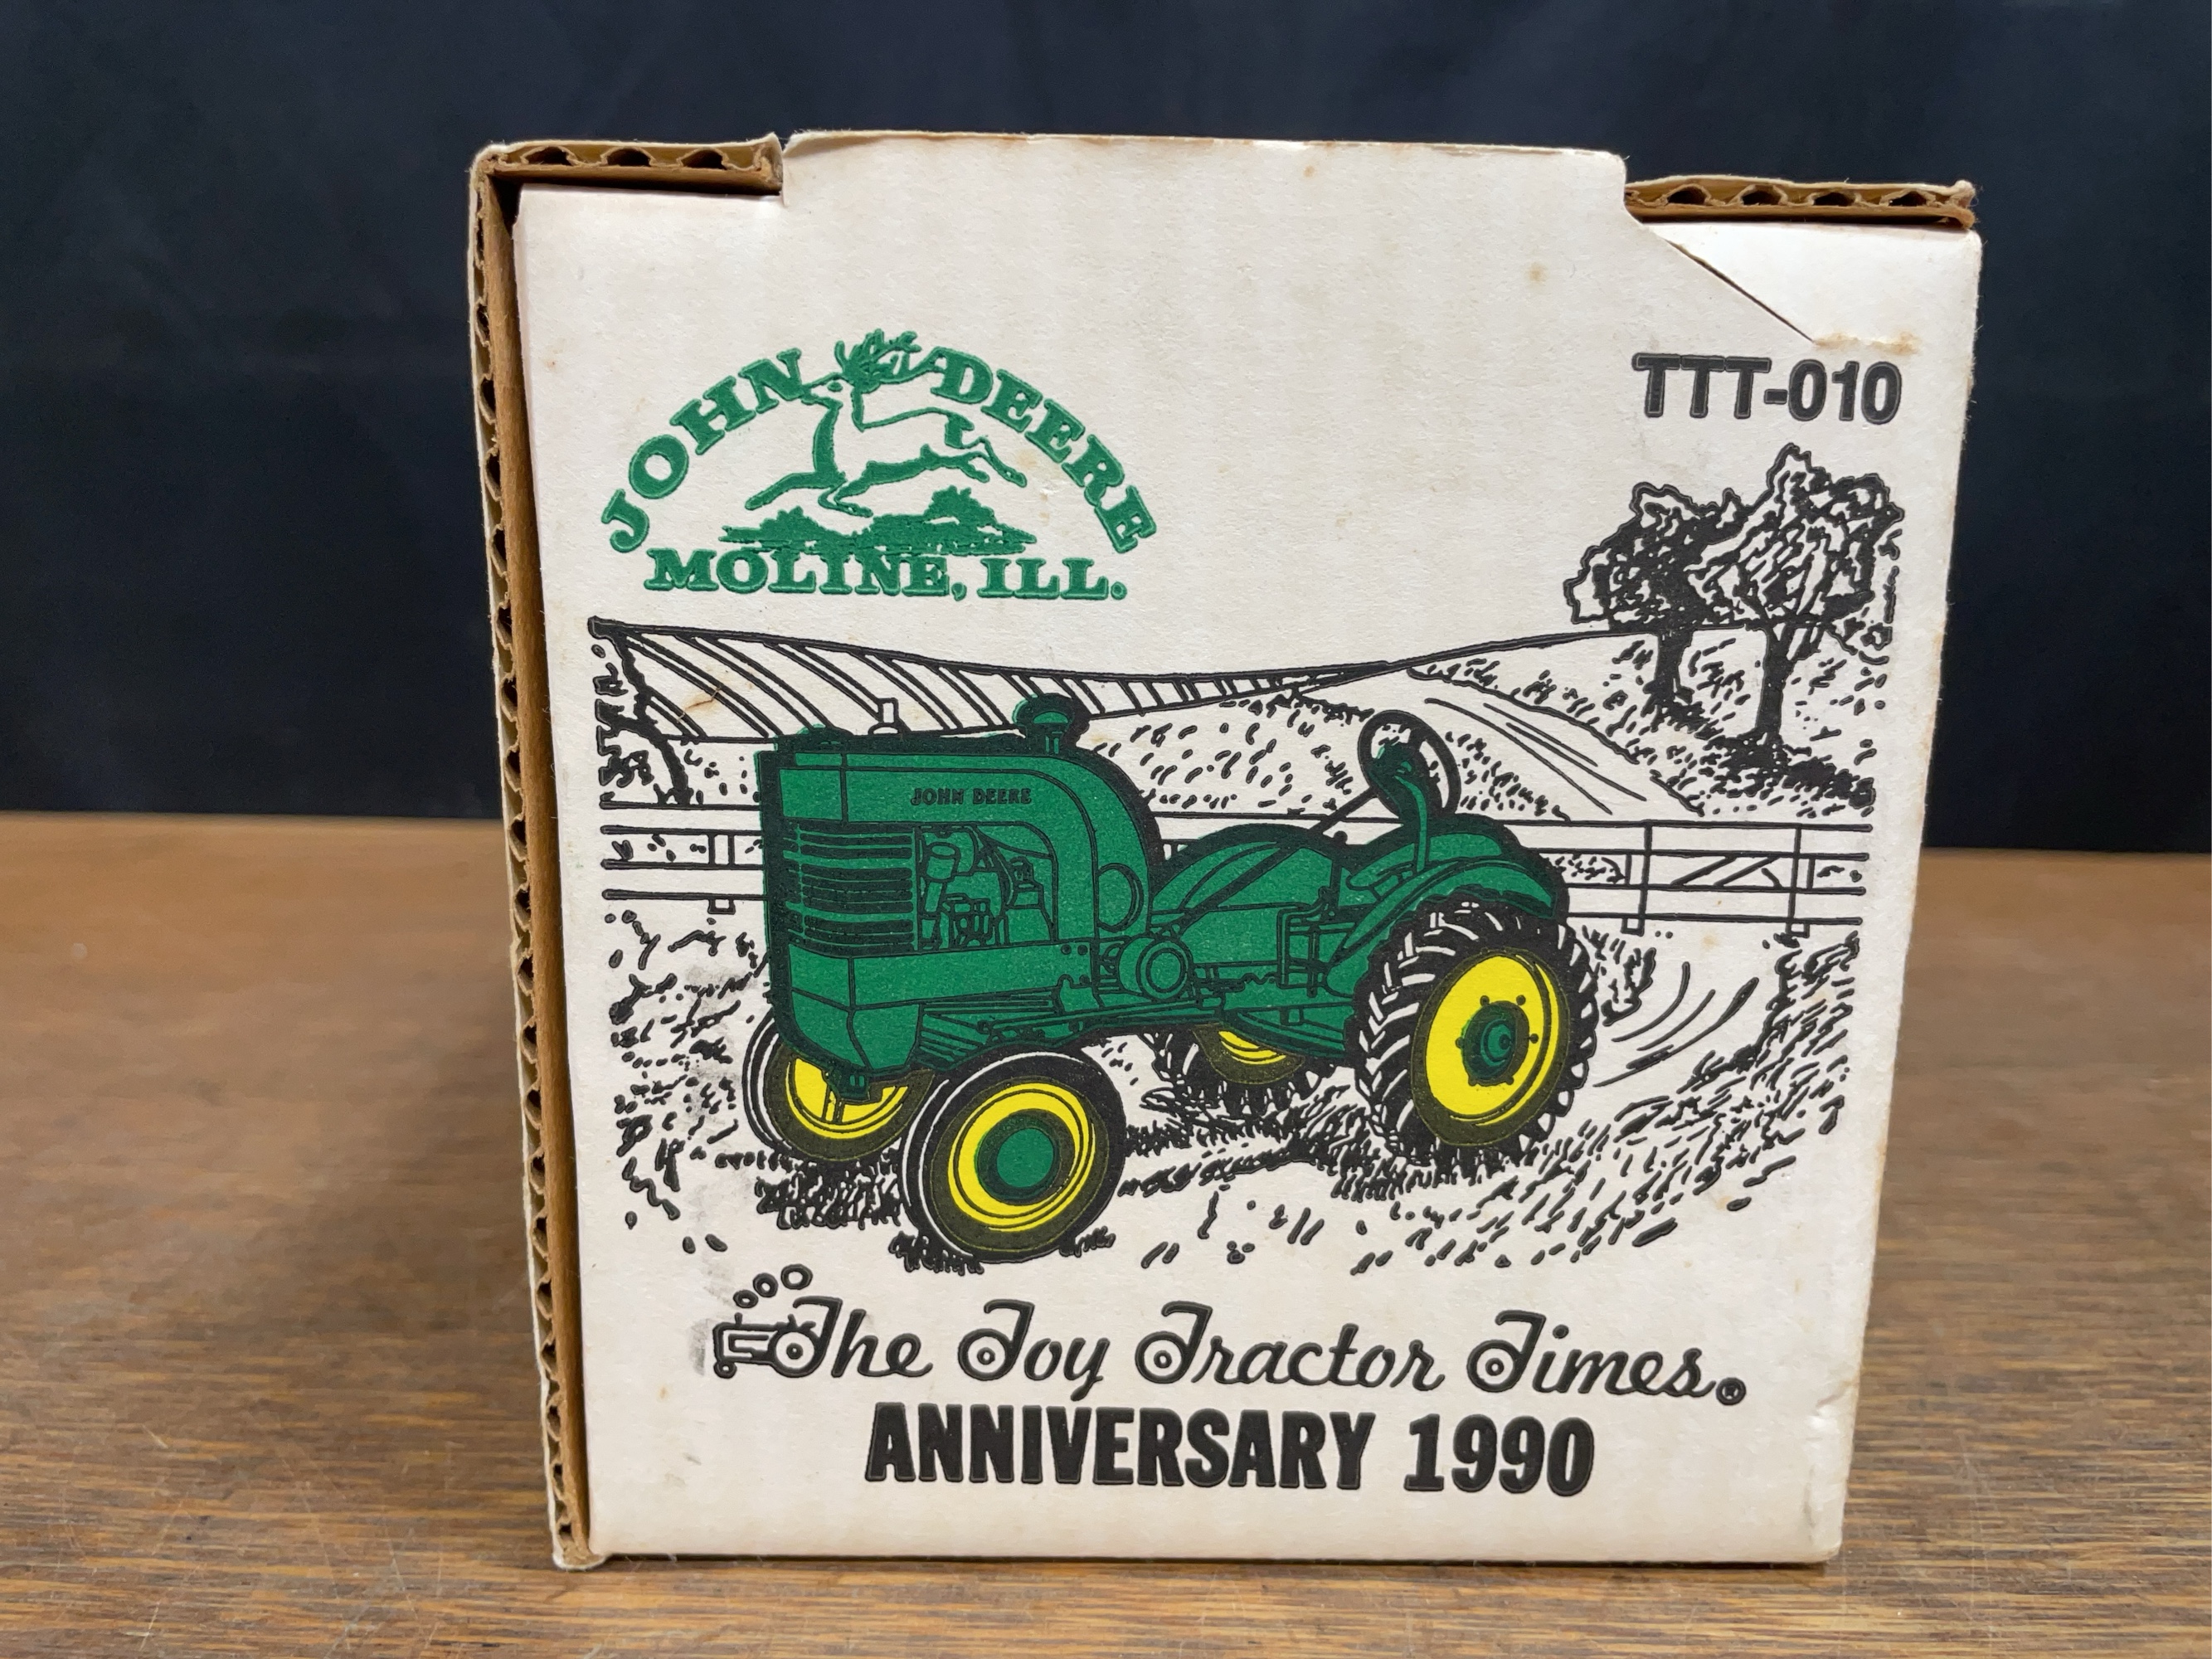 JOHN DEERE
MOLINE, ILL.
TTT-010
JOHN DEERE
The Toy Tractor Times®
ANNIVERSARY 1990